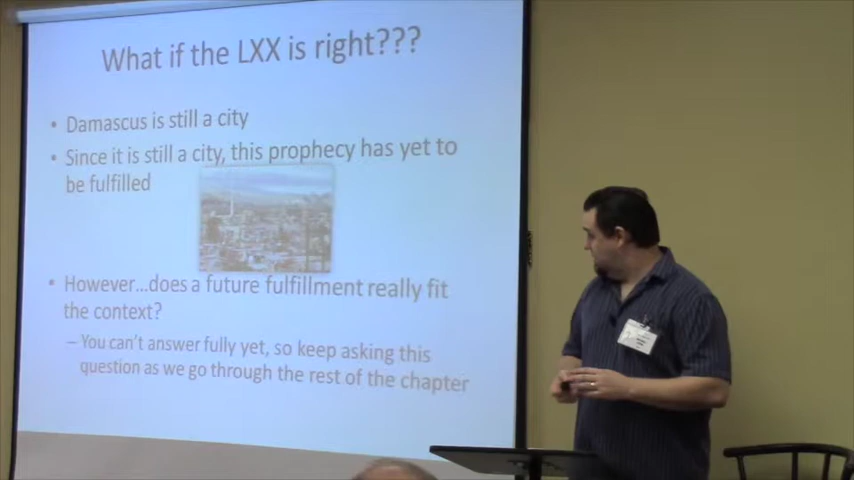 What if the LXX is right???
• Damascus is still a city
• Since it is still a city, this prophecy has yet to
be fulfilled
• However...does a future fulfillment really fit
the context?
– You can't answer fully yet, so keep asking this
question as we go through the rest of the chapter